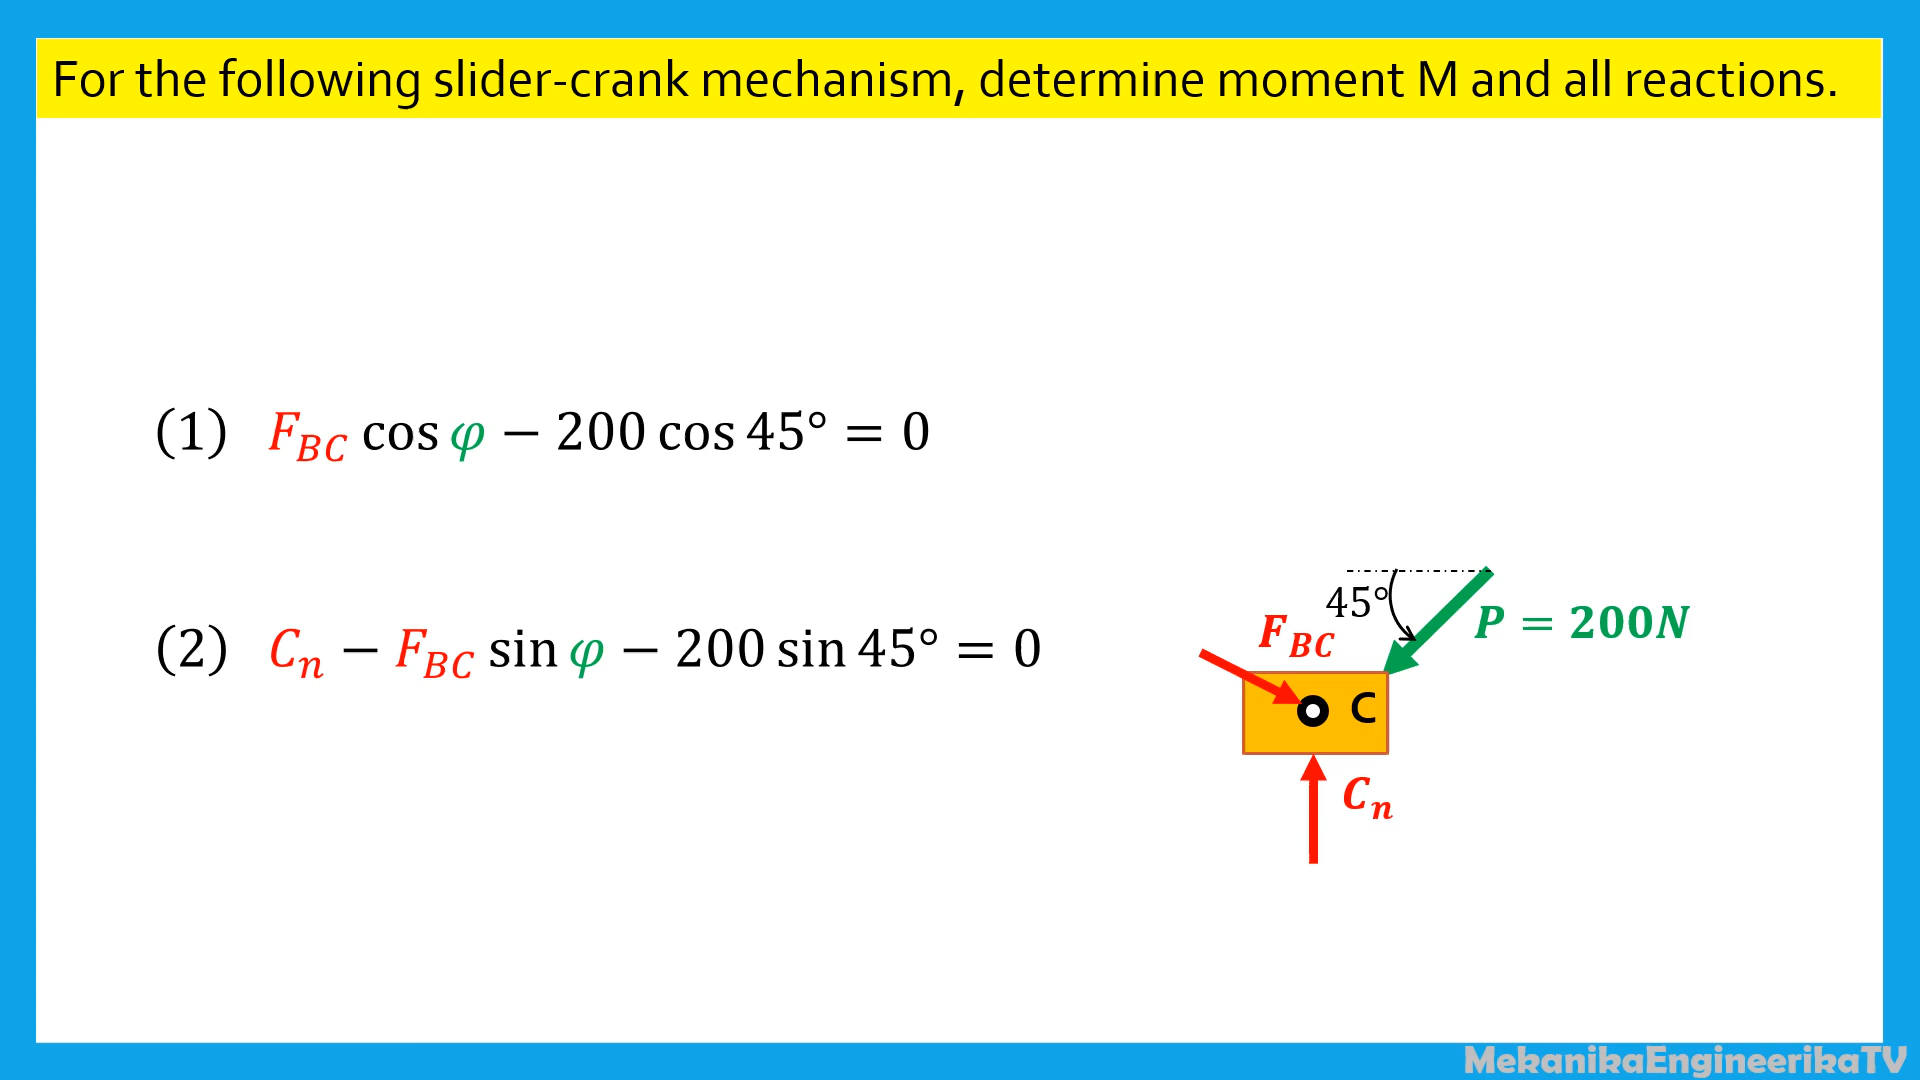 For the following slider-crank mechanism, determine moment M and all reactions.
(1) F_BC cos φ − 200 cos 45° = 0
(2) C_n − F_BC sin φ − 200 sin 45° = 0
45°
F_BC
P = 200N
C
C_n
MekanikaEngineerikaTV